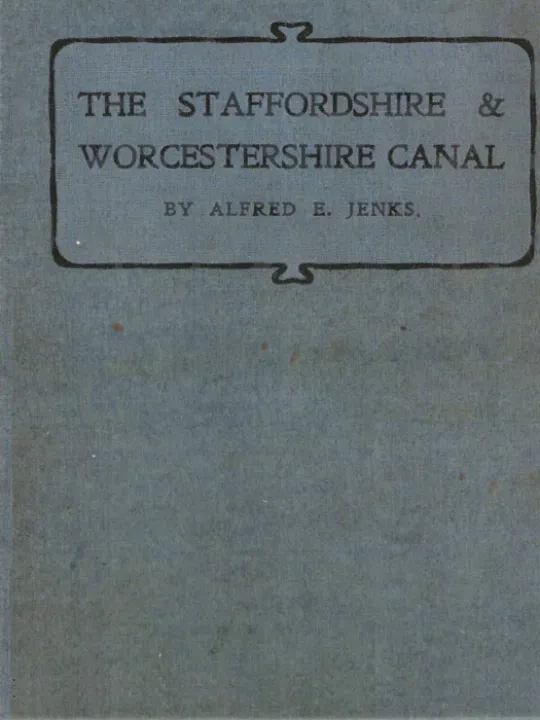 THE STAFFORDSHIRE &
WORCESTERSHIRE CANAL
BY ALFRED E. JENKS.